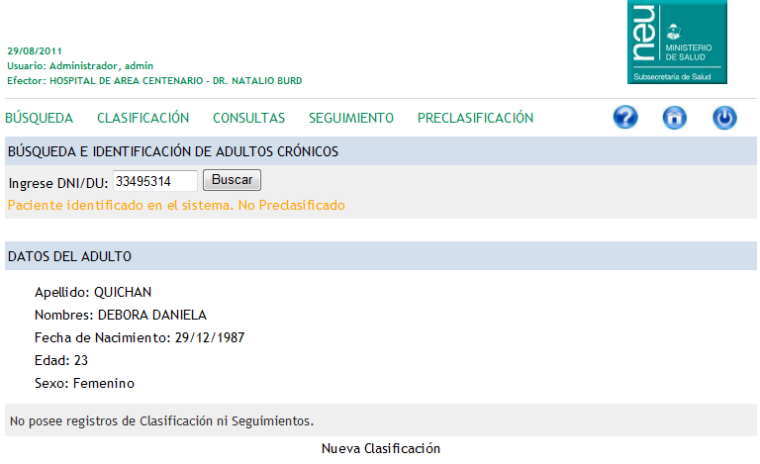 29/08/2011
Usuario: Administrador, admin
Efector: HOSPITAL DE AREA CENTENARIO - DR. NATALIO BURD
neu
MINISTERIO
DE SALUD
Subsecretaría de Salud
BÚSQUEDA CLASIFICACIÓN CONSULTAS SEGUIMIENTO PRECLASIFICACIÓN ?
BÚSQUEDA E IDENTIFICACIÓN DE ADULTOS CRÓNICOS
Ingrese DNI/DU: 33495314 Buscar
Paciente identificado en el sistema. No Preclasificado
DATOS DEL ADULTO
Apellido: QUICHAN
Nombres: DEBORA DANIELA
Fecha de Nacimiento: 29/12/1987
Edad: 23
Sexo: Femenino
No posee registros de Clasificación ni Seguimientos.
Nueva Clasificación